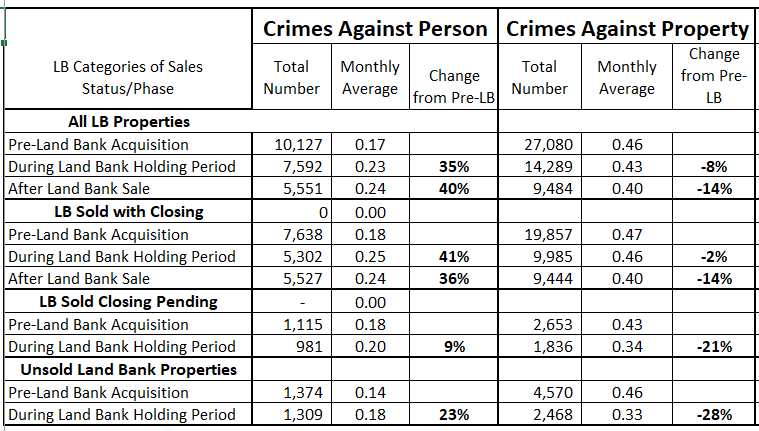 Crimes Against Person Crimes Against Property
LB Categories of Sales Status/Phase Total Number Monthly Average Change from Pre-LB Total Number Monthly Average Change from Pre-LB
All LB Properties
Pre-Land Bank Acquisition 10,127 0.17 27,080 0.46
During Land Bank Holding Period 7,592 0.23 35% 14,289 0.43 -8%
After Land Bank Sale 5,551 0.24 40% 9,484 0.40 -14%
LB Sold with Closing 0 0.00
Pre-Land Bank Acquisition 7,638 0.18 19,857 0.47
During Land Bank Holding Period 5,302 0.25 41% 9,985 0.46 -2%
After Land Bank Sale 5,527 0.24 36% 9,444 0.40 -14%
LB Sold Closing Pending - 0.00
Pre-Land Bank Acquisition 1,115 0.18 2,653 0.43
During Land Bank Holding Period 981 0.20 9% 1,836 0.34 -21%
Unsold Land Bank Properties
Pre-Land Bank Acquisition 1,374 0.14 4,570 0.46
During Land Bank Holding Period 1,309 0.18 23% 2,468 0.33 -28%